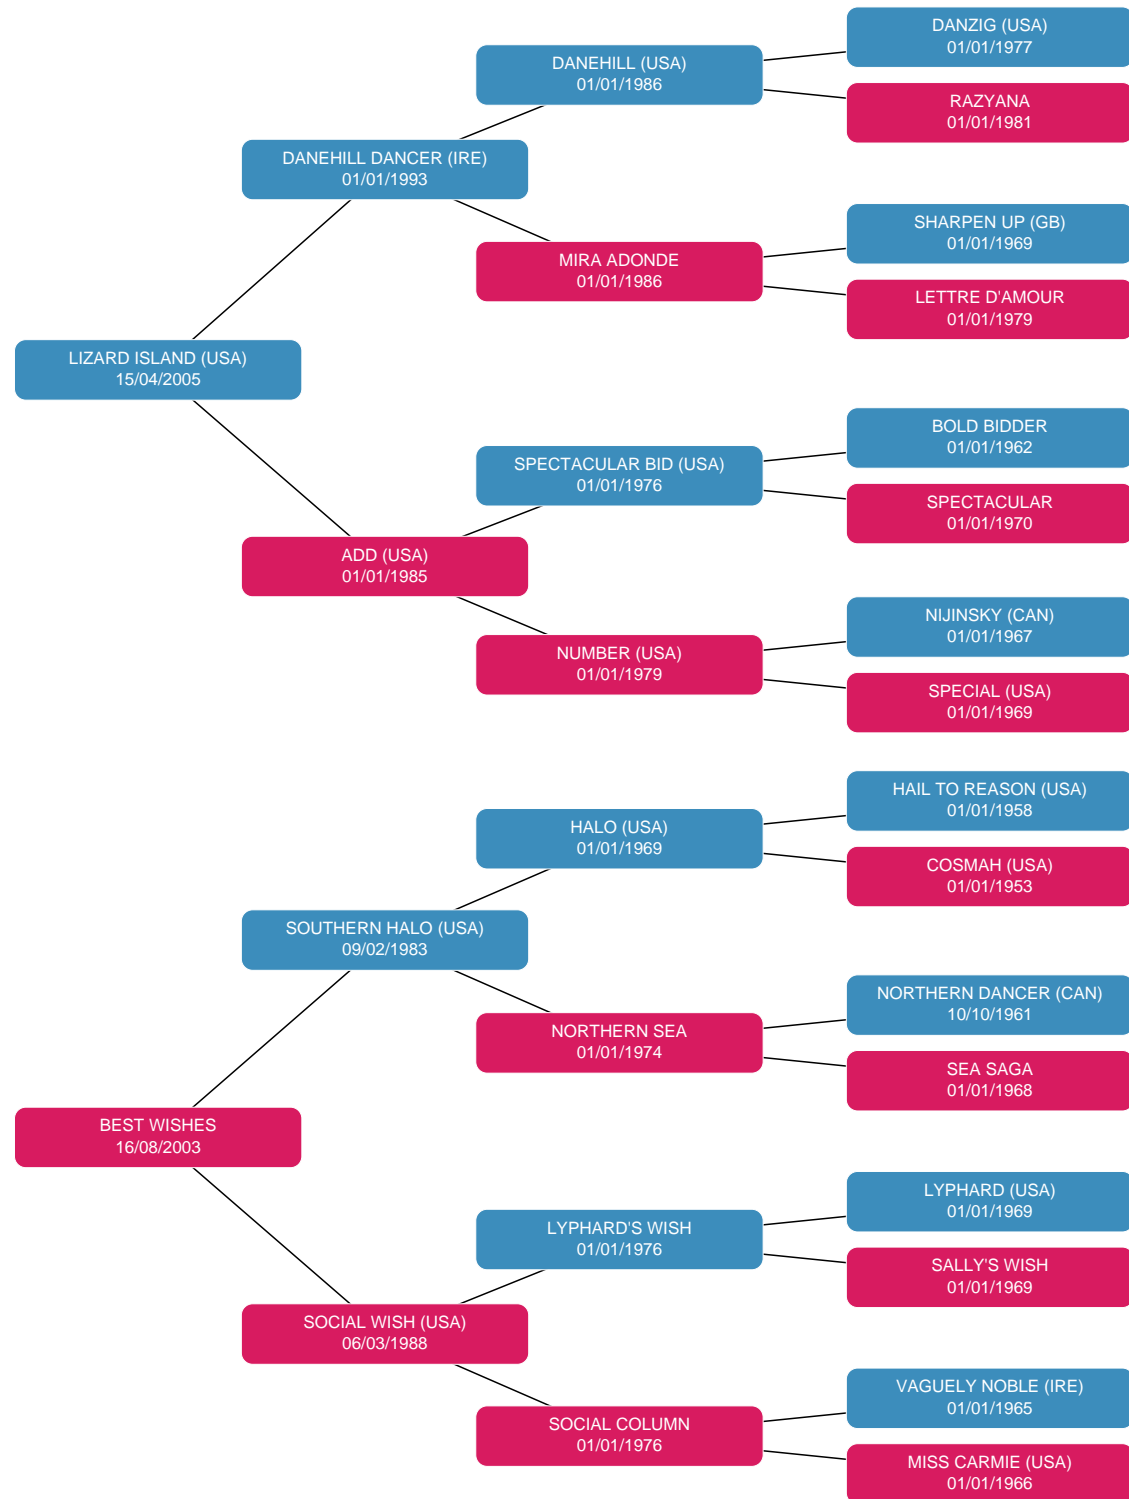 DANZIG (USA)
01/01/1977
DANEHILL (USA)
01/01/1986
RAZYANA
01/01/1981
DANEHILL DANCER (IRE)
01/01/1993
SHARPEN UP (GB)
01/01/1969
MIRA ADONDE
01/01/1986
LETTRE D'AMOUR
01/01/1979
LIZARD ISLAND (USA)
15/04/2005
BOLD BIDDER
01/01/1962
SPECTACULAR BID (USA)
01/01/1976
SPECTACULAR
01/01/1970
ADD (USA)
01/01/1985
NIJINSKY (CAN)
01/01/1967
NUMBER (USA)
01/01/1979
SPECIAL (USA)
01/01/1969
HAIL TO REASON (USA)
01/01/1958
HALO (USA)
01/01/1969
COSMAH (USA)
01/01/1953
SOUTHERN HALO (USA)
09/02/1983
NORTHERN DANCER (CAN)
10/10/1961
NORTHERN SEA
01/01/1974
SEA SAGA
01/01/1968
BEST WISHES
16/08/2003
LYPHARD (USA)
01/01/1969
LYPHARD'S WISH
01/01/1976
SALLY'S WISH
01/01/1969
SOCIAL WISH (USA)
06/03/1988
VAGUELY NOBLE (IRE)
01/01/1965
SOCIAL COLUMN
01/01/1976
MISS CARMIE (USA)
01/01/1966